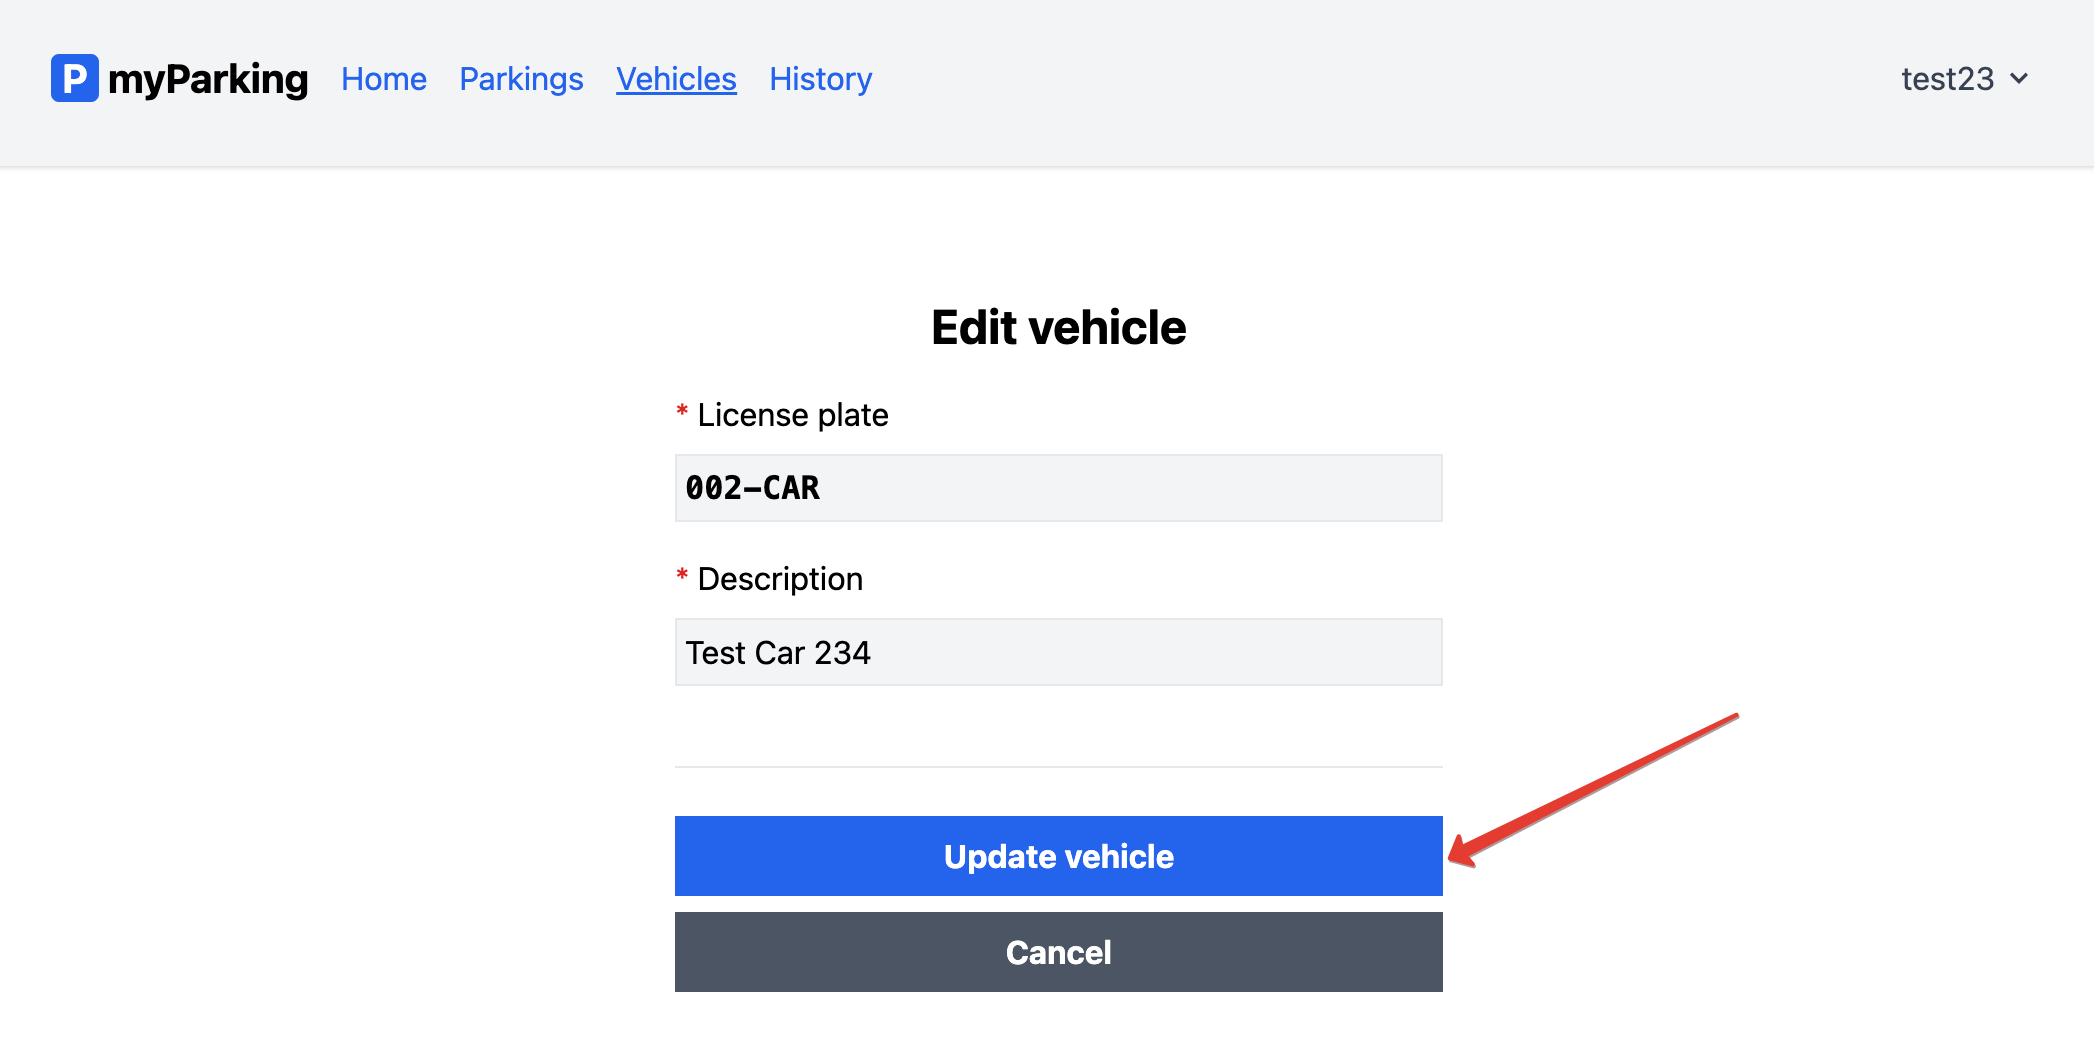 P myParking Home Parkings Vehicles History test23
Edit vehicle
* License plate
002-CAR
* Description
Test Car 234
Update vehicle
Cancel